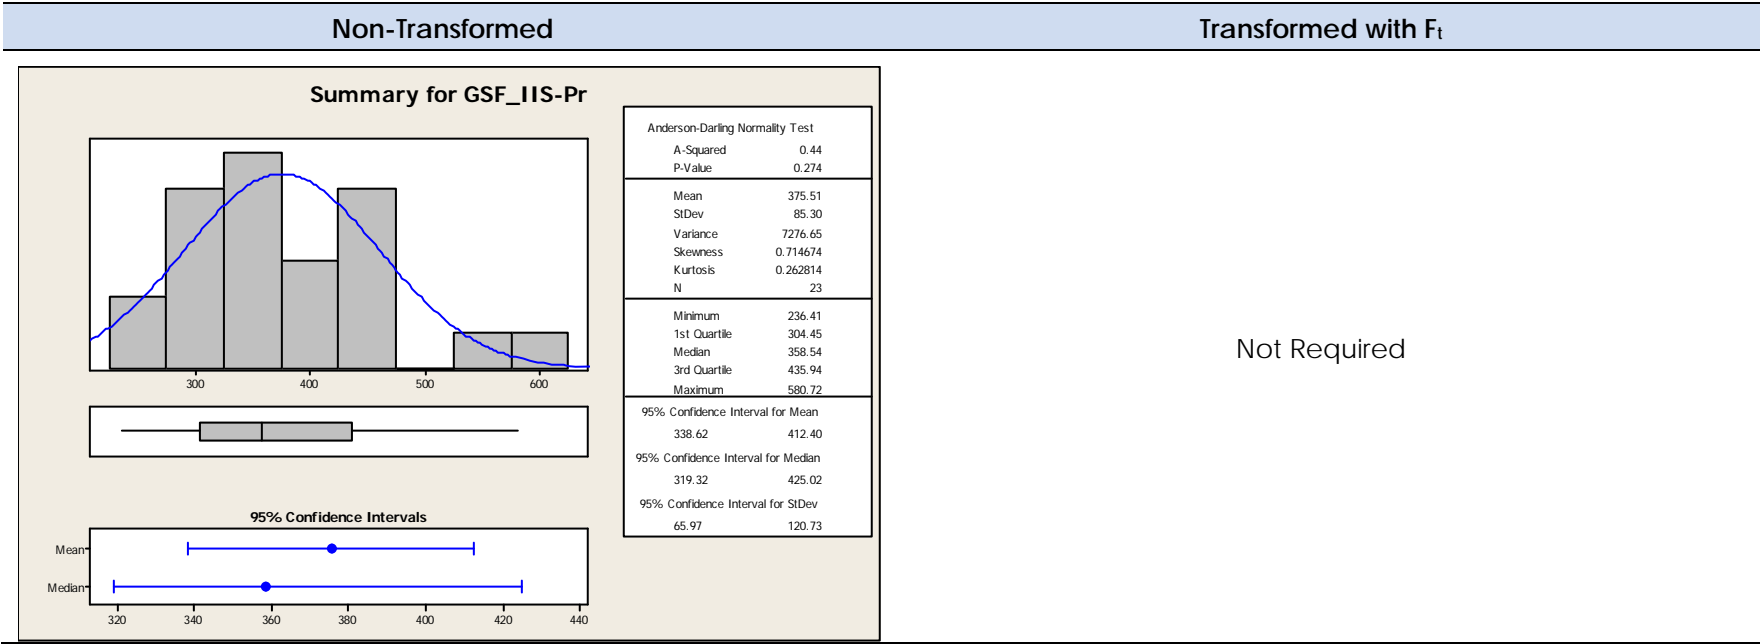 Non-Transformed
Transformed with Ft
Summary for GSF_IIS-Pr
300 400 500 600
95% Confidence Intervals
Mean
Median
320 340 360 380 400 420 440
Anderson-Darling Normality Test
A-Squared 0.44
P-Value 0.274
Mean 375.51
StDev 85.30
Variance 7276.65
Skewness 0.714674
Kurtosis 0.262814
N 23
Minimum 236.41
1st Quartile 304.45
Median 358.54
3rd Quartile 435.94
Maximum 580.72
95% Confidence Interval for Mean
338.62 412.40
95% Confidence Interval for Median
319.32 425.02
95% Confidence Interval for StDev
65.97 120.73
Not Required